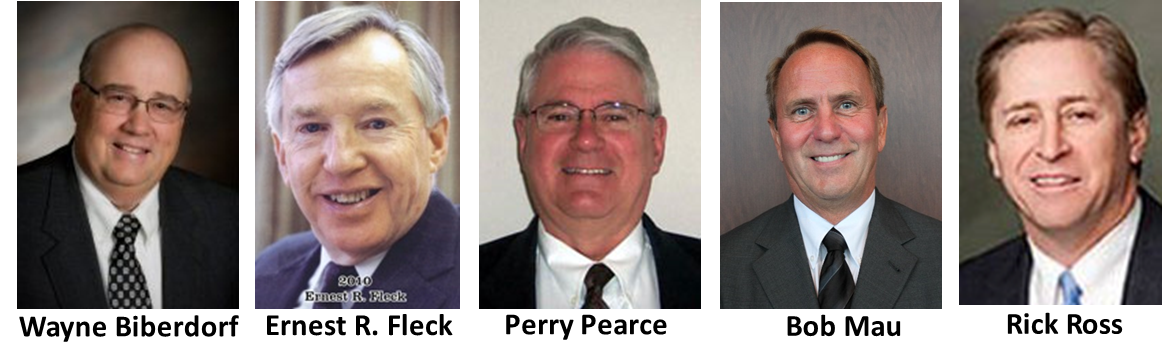 2010
Ernest R. Fleck
Wayne Biberdorf
Ernest R. Fleck
Perry Pearce
Bob Mau
Rick Ross